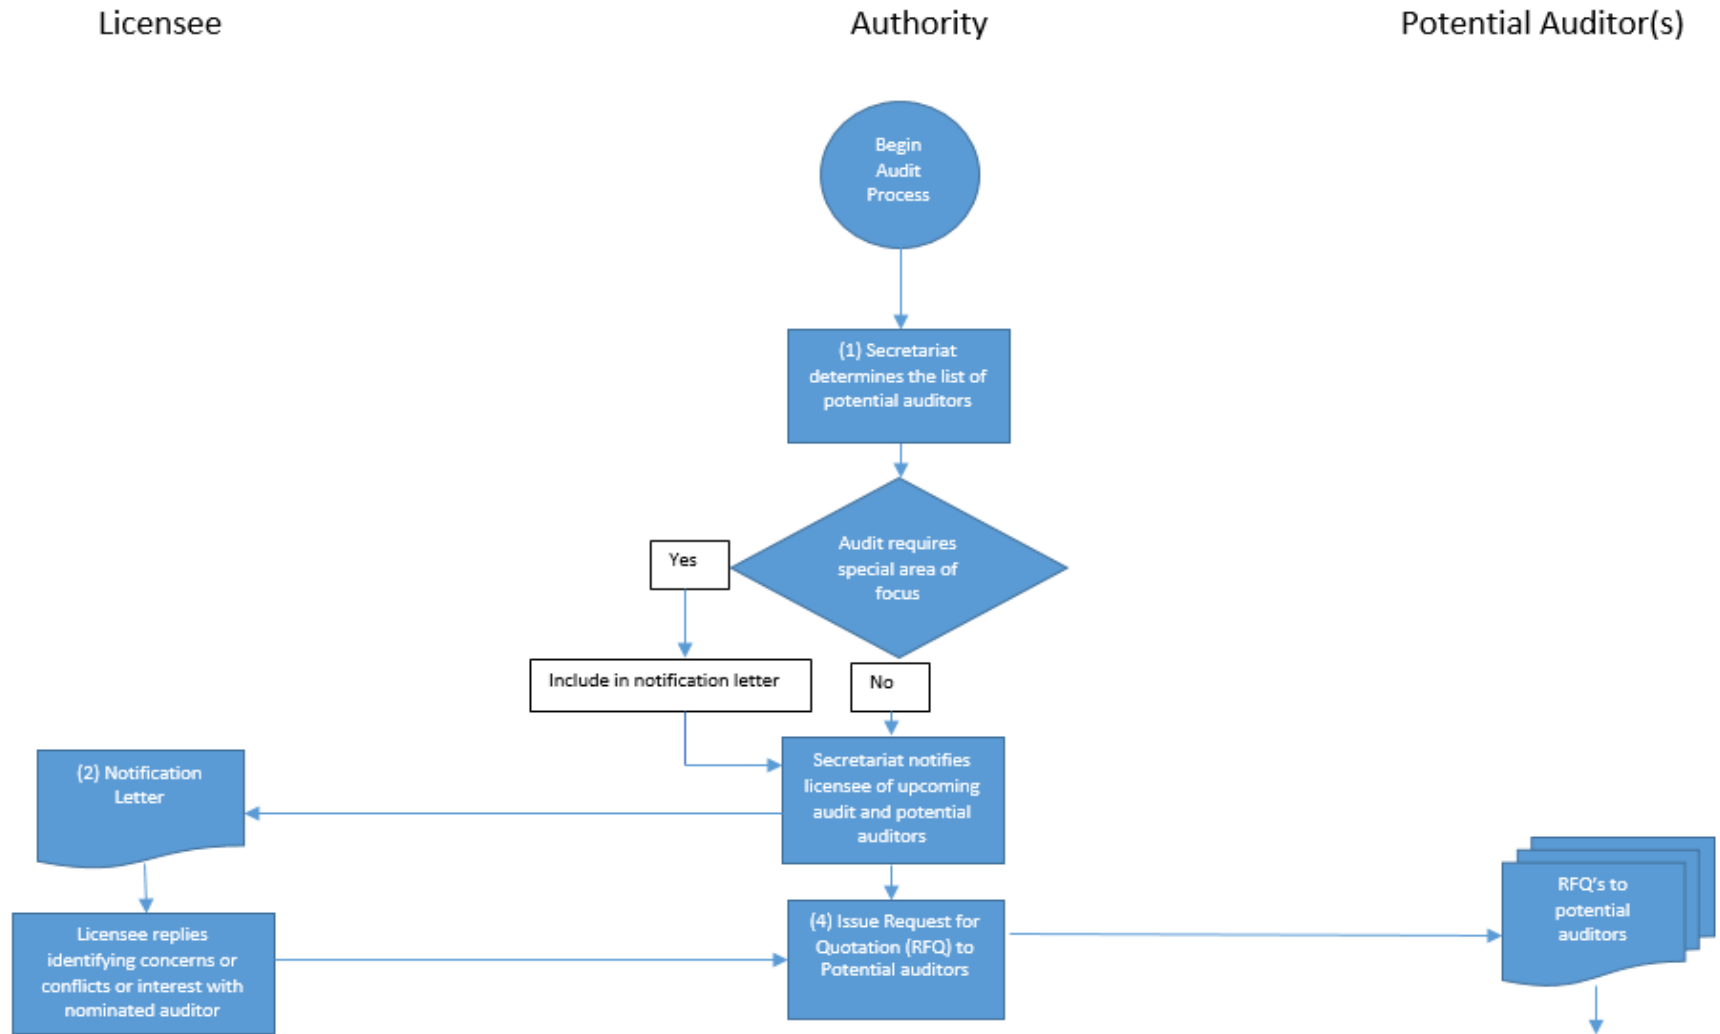 Licensee
Authority
Potential Auditor(s)
Begin
Audit
Process
(1) Secretariat
determines the list of
potential auditors
Audit requires
special area of
focus
Yes
Include in notification letter
No
(2) Notification
Letter
Secretariat notifies
licensee of upcoming
audit and potential
auditors
Licensee replies
identifying concerns or
conflicts or interest with
nominated auditor
(4) Issue Request for
Quotation (RFQ) to
Potential auditors
RFQ's to
potential
auditors